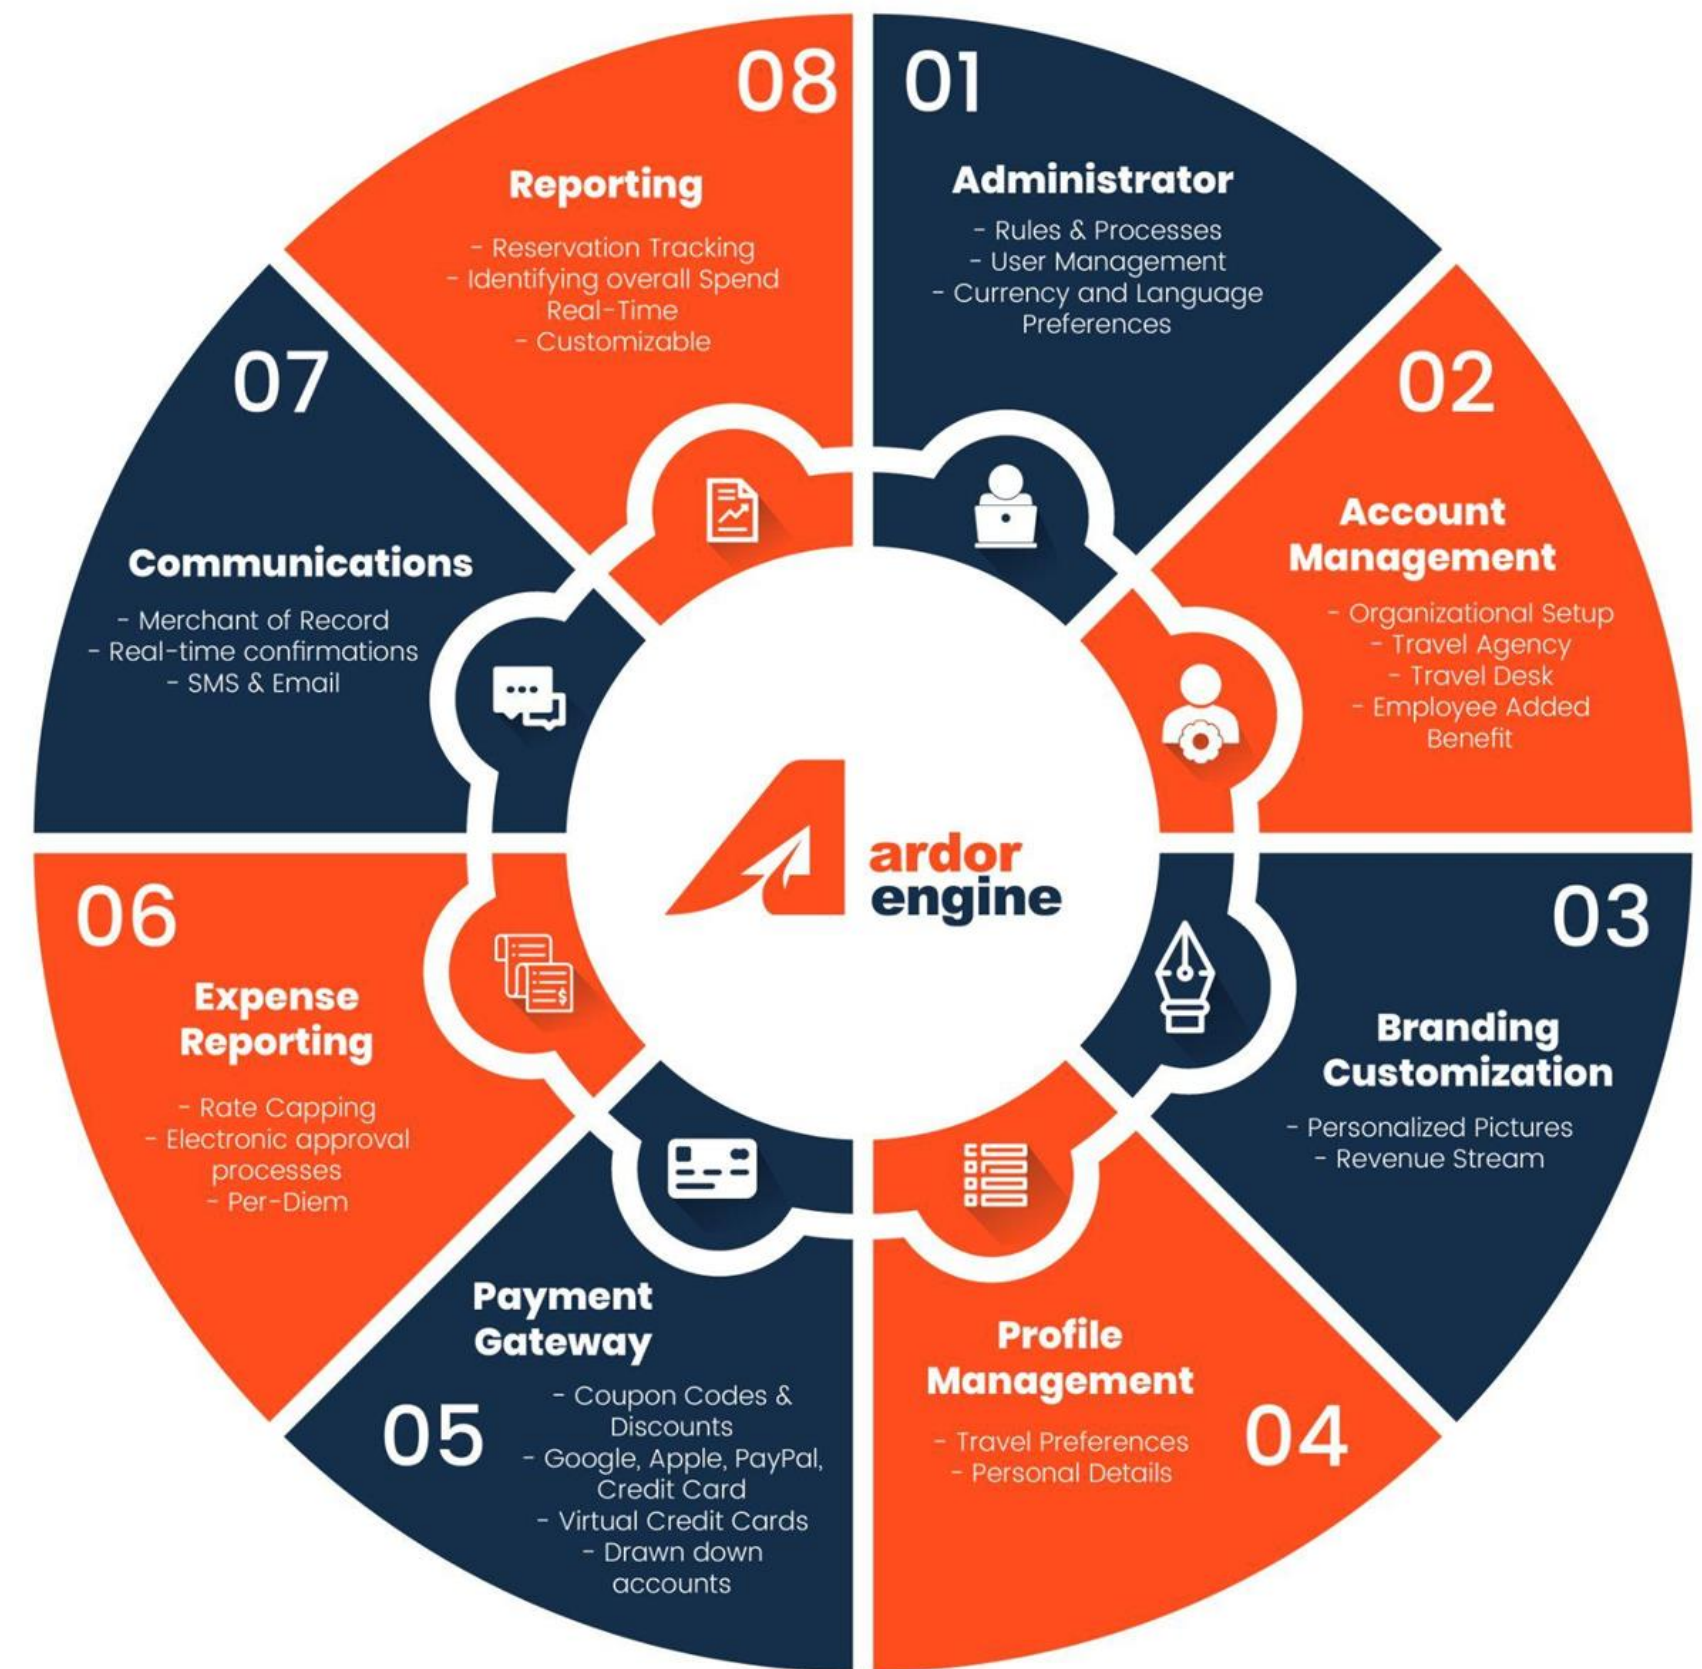 01
Administrator
- Rules & Processes
- User Management
- Currency and Language
Preferences
02
Account
Management
- Organizational Setup
- Travel Agency
- Travel Desk
- Employee Added
Benefit
03
Branding
Customization
- Personalized Pictures
- Revenue Stream
Profile
Management
04
- Travel Preferences
- Personal Details
Payment
Gateway
05
- Coupon Codes &
Discounts
- Google, Apple, PayPal,
Credit Card
- Virtual Credit Cards
- Drawn down
accounts
06
Expense
Reporting
- Rate Capping
- Electronic approval
processes
- Per-Diem
07
Communications
- Merchant of Record
- Real-time confirmations
- SMS & Email
08
Reporting
- Reservation Tracking
- Identifying overall Spend
Real-Time
- Customizable
ardor
engine